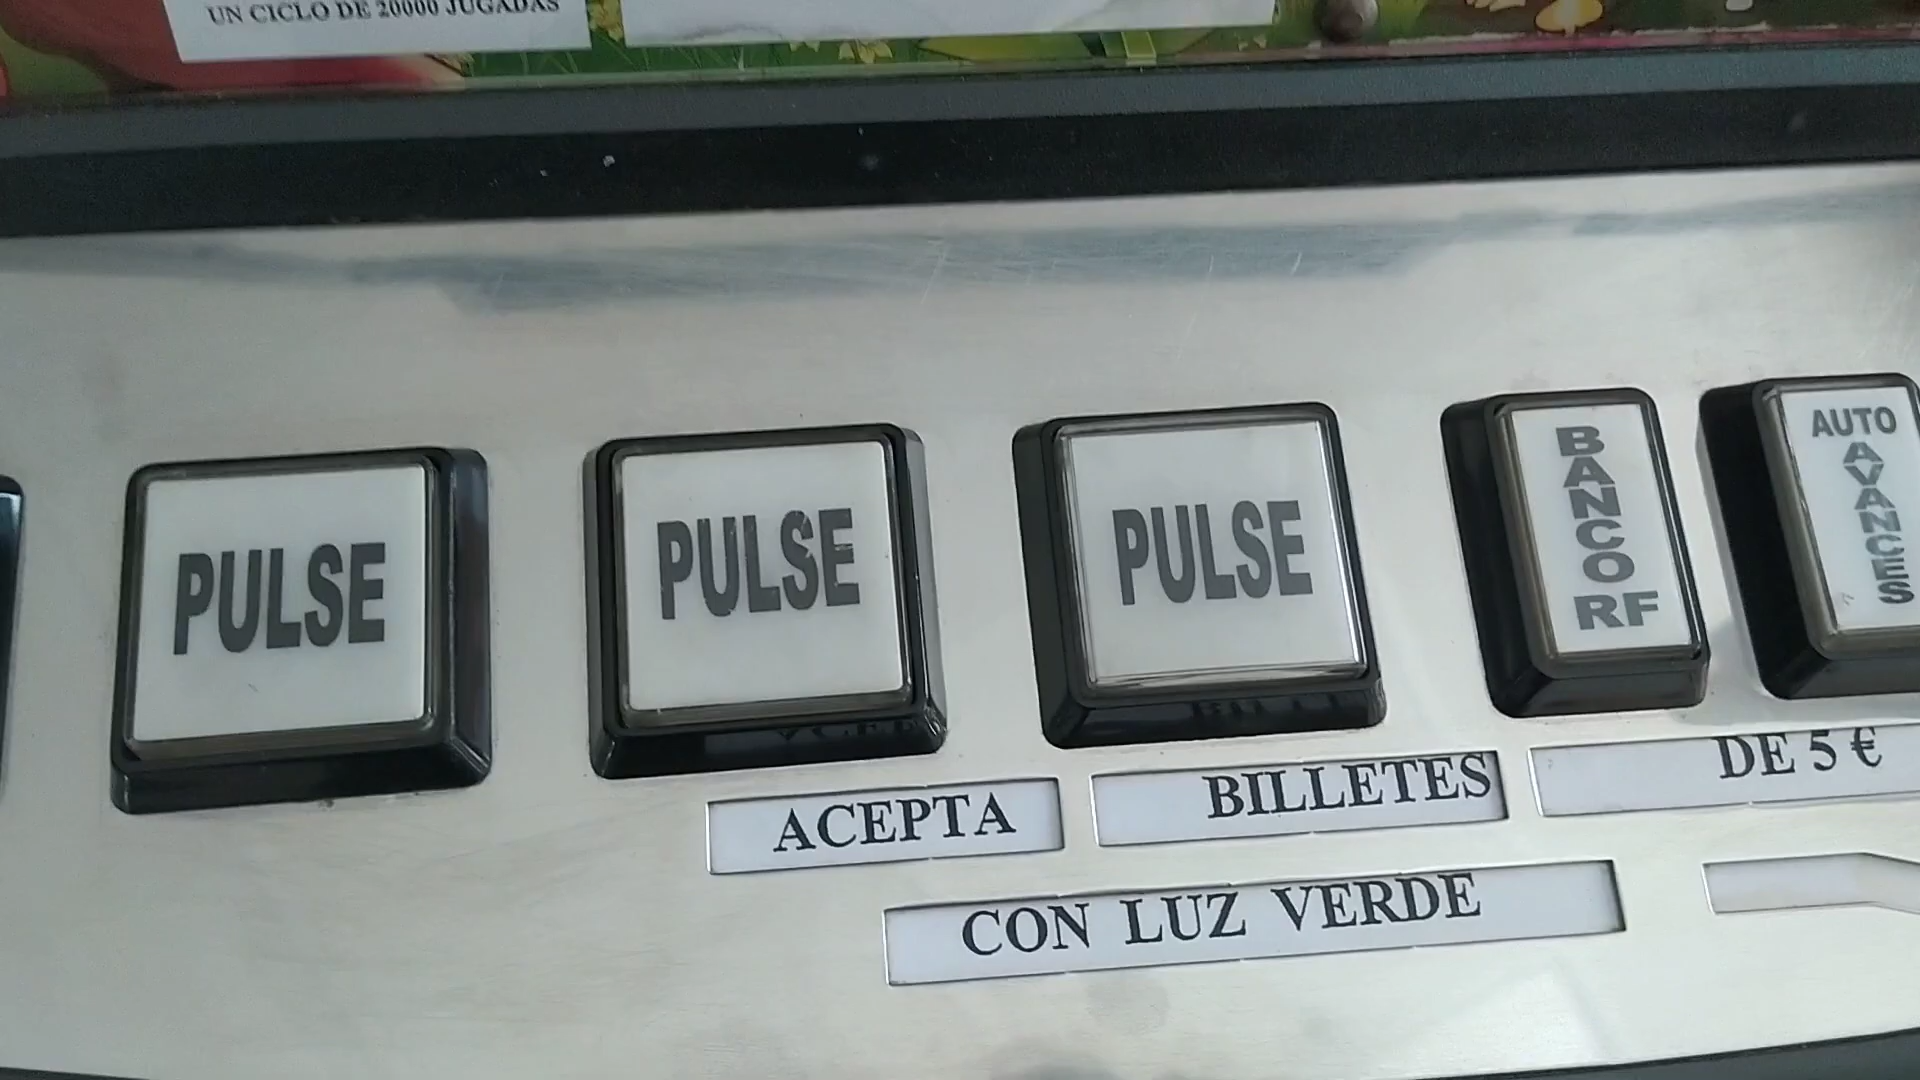 UN CICLO DE 20000 JUGADAS
PULSE
PULSE
PULSE
BANCO RF
AUTO AVANCES
ACEPTA BILLETES DE 5 €
CON LUZ VERDE